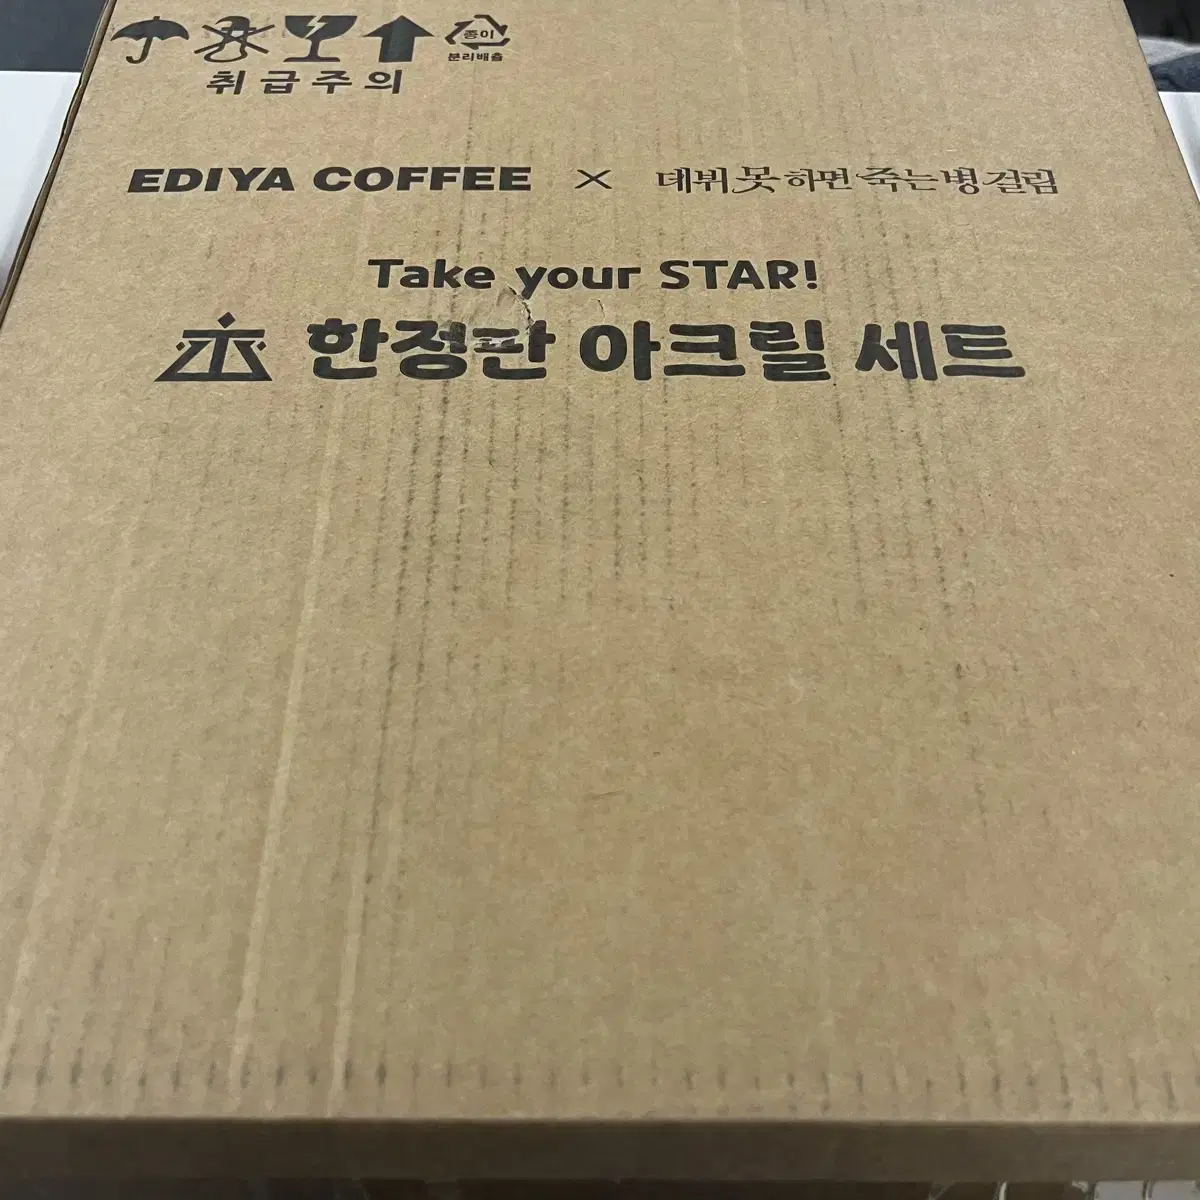 종이
분리배출
취급주의
EDIYA COFFEE × 데뷔 못 하면 죽는 병 걸림
Take your STAR!
한정판 아크릴 세트